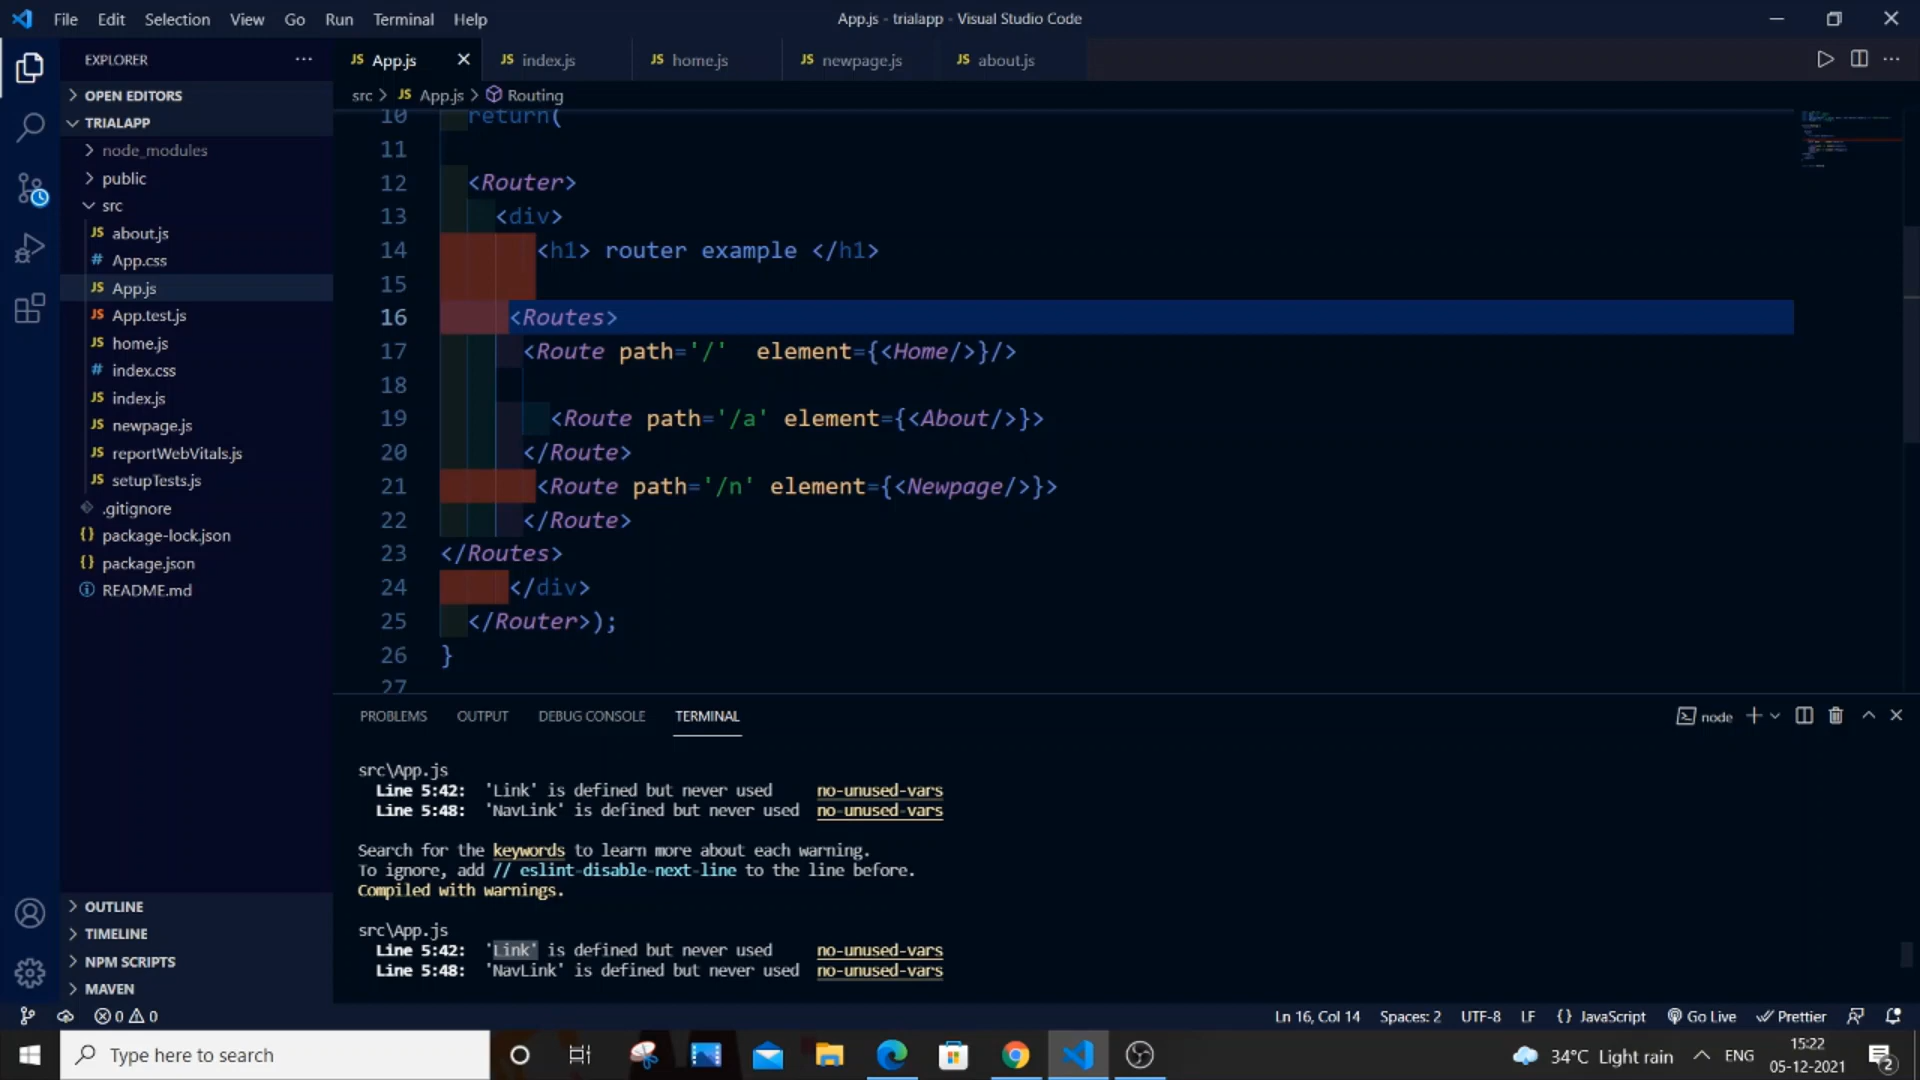 File Edit Selection View Go Run Terminal Help
App.js - trialapp - Visual Studio Code
EXPLORER
JS App.js
JS index.js
JS home.js
JS newpage.js
JS about.js
OPEN EDITORS
TRIALAPP
node_modules
public
src
JS about.js
# App.css
JS App.js
JS App.test.js
JS home.js
# index.css
JS index.js
JS newpage.js
JS reportWebVitals.js
JS setupTests.js
.gitignore
{} package-lock.json
{} package.json
README.md
OUTLINE
TIMELINE
NPM SCRIPTS
MAVEN
src > JS App.js > Routing
10 return(
11
12 <Router>
13 <div>
14 <h1> router example </h1>
15
16 <Routes>
17 <Route path='/' element={<Home/>}/>
18
19 <Route path='/a' element={<About/>}>
20 </Route>
21 <Route path='/n' element={<Newpage/>}>
22 </Route>
23 </Routes>
24 </div>
25 </Router>);
26 }
27
PROBLEMS OUTPUT DEBUG CONSOLE TERMINAL
node
src\App.js
Line 5:42: 'Link' is defined but never used no-unused-vars
Line 5:48: 'NavLink' is defined but never used no-unused-vars
Search for the keywords to learn more about each warning.
To ignore, add // eslint-disable-next-line to the line before.
Compiled with warnings.
src\App.js
Line 5:42: 'Link' is defined but never used no-unused-vars
Line 5:48: 'NavLink' is defined but never used no-unused-vars
0 0
Ln 16, Col 14 Spaces: 2 UTF-8 LF {} JavaScript Go Live Prettier
Type here to search
34°C Light rain
ENG
15:22
05-12-2021
2